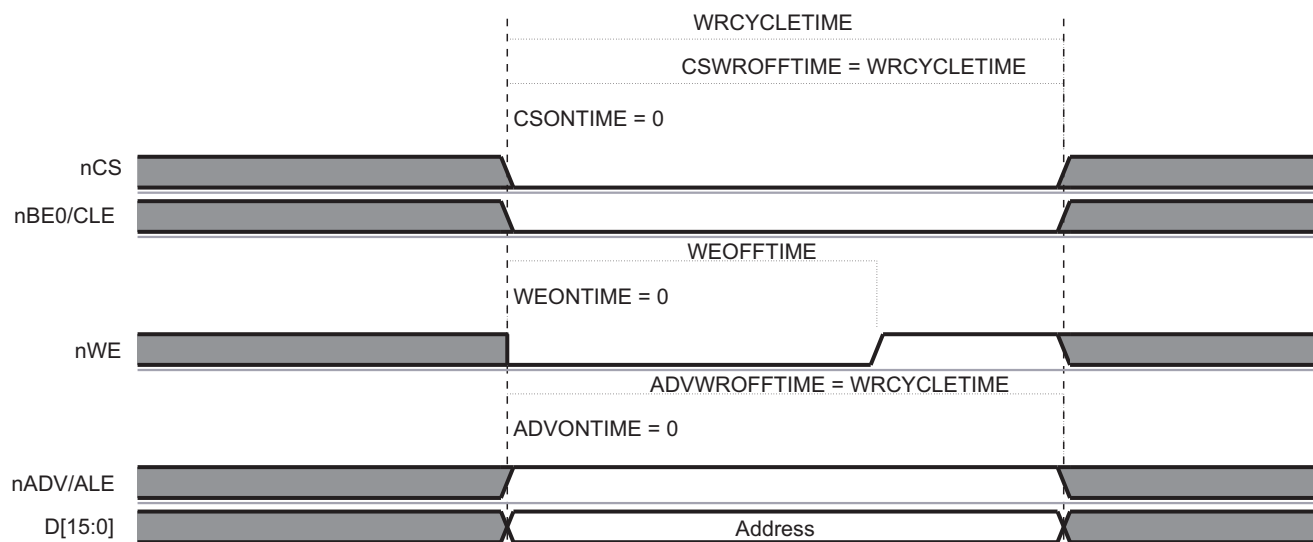 WRCYCLETIME
CSWROFFTIME = WRCYCLETIME
CSONTIME = 0
nCS
nBE0/CLE
WEOFFTIME
WEONTIME = 0
nWE
ADVWROFFTIME = WRCYCLETIME
ADVONTIME = 0
nADV/ALE
D[15:0]
Address